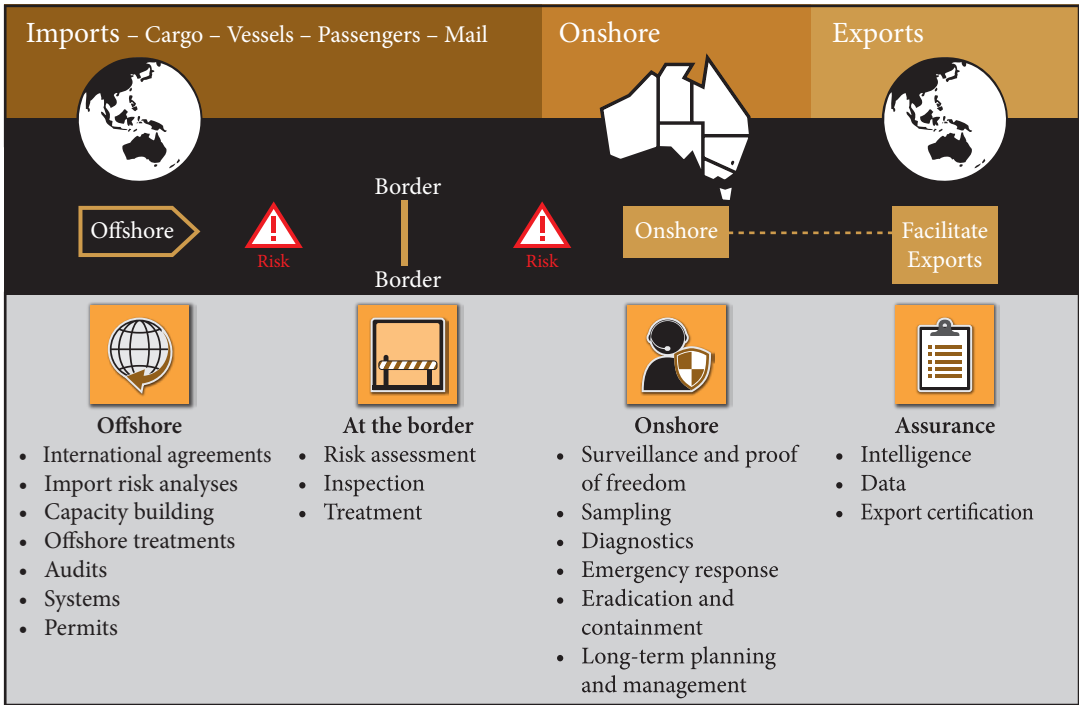 Imports – Cargo – Vessels – Passengers – Mail
Onshore
Exports
Offshore
Risk
Border
Border
Risk
Onshore
Facilitate
Exports
Offshore
• International agreements
• Import risk analyses
• Capacity building
• Offshore treatments
• Audits
• Systems
• Permits
At the border
• Risk assessment
• Inspection
• Treatment
Onshore
• Surveillance and proof
of freedom
• Sampling
• Diagnostics
• Emergency response
• Eradication and
containment
• Long-term planning
and management
Assurance
• Intelligence
• Data
• Export certification